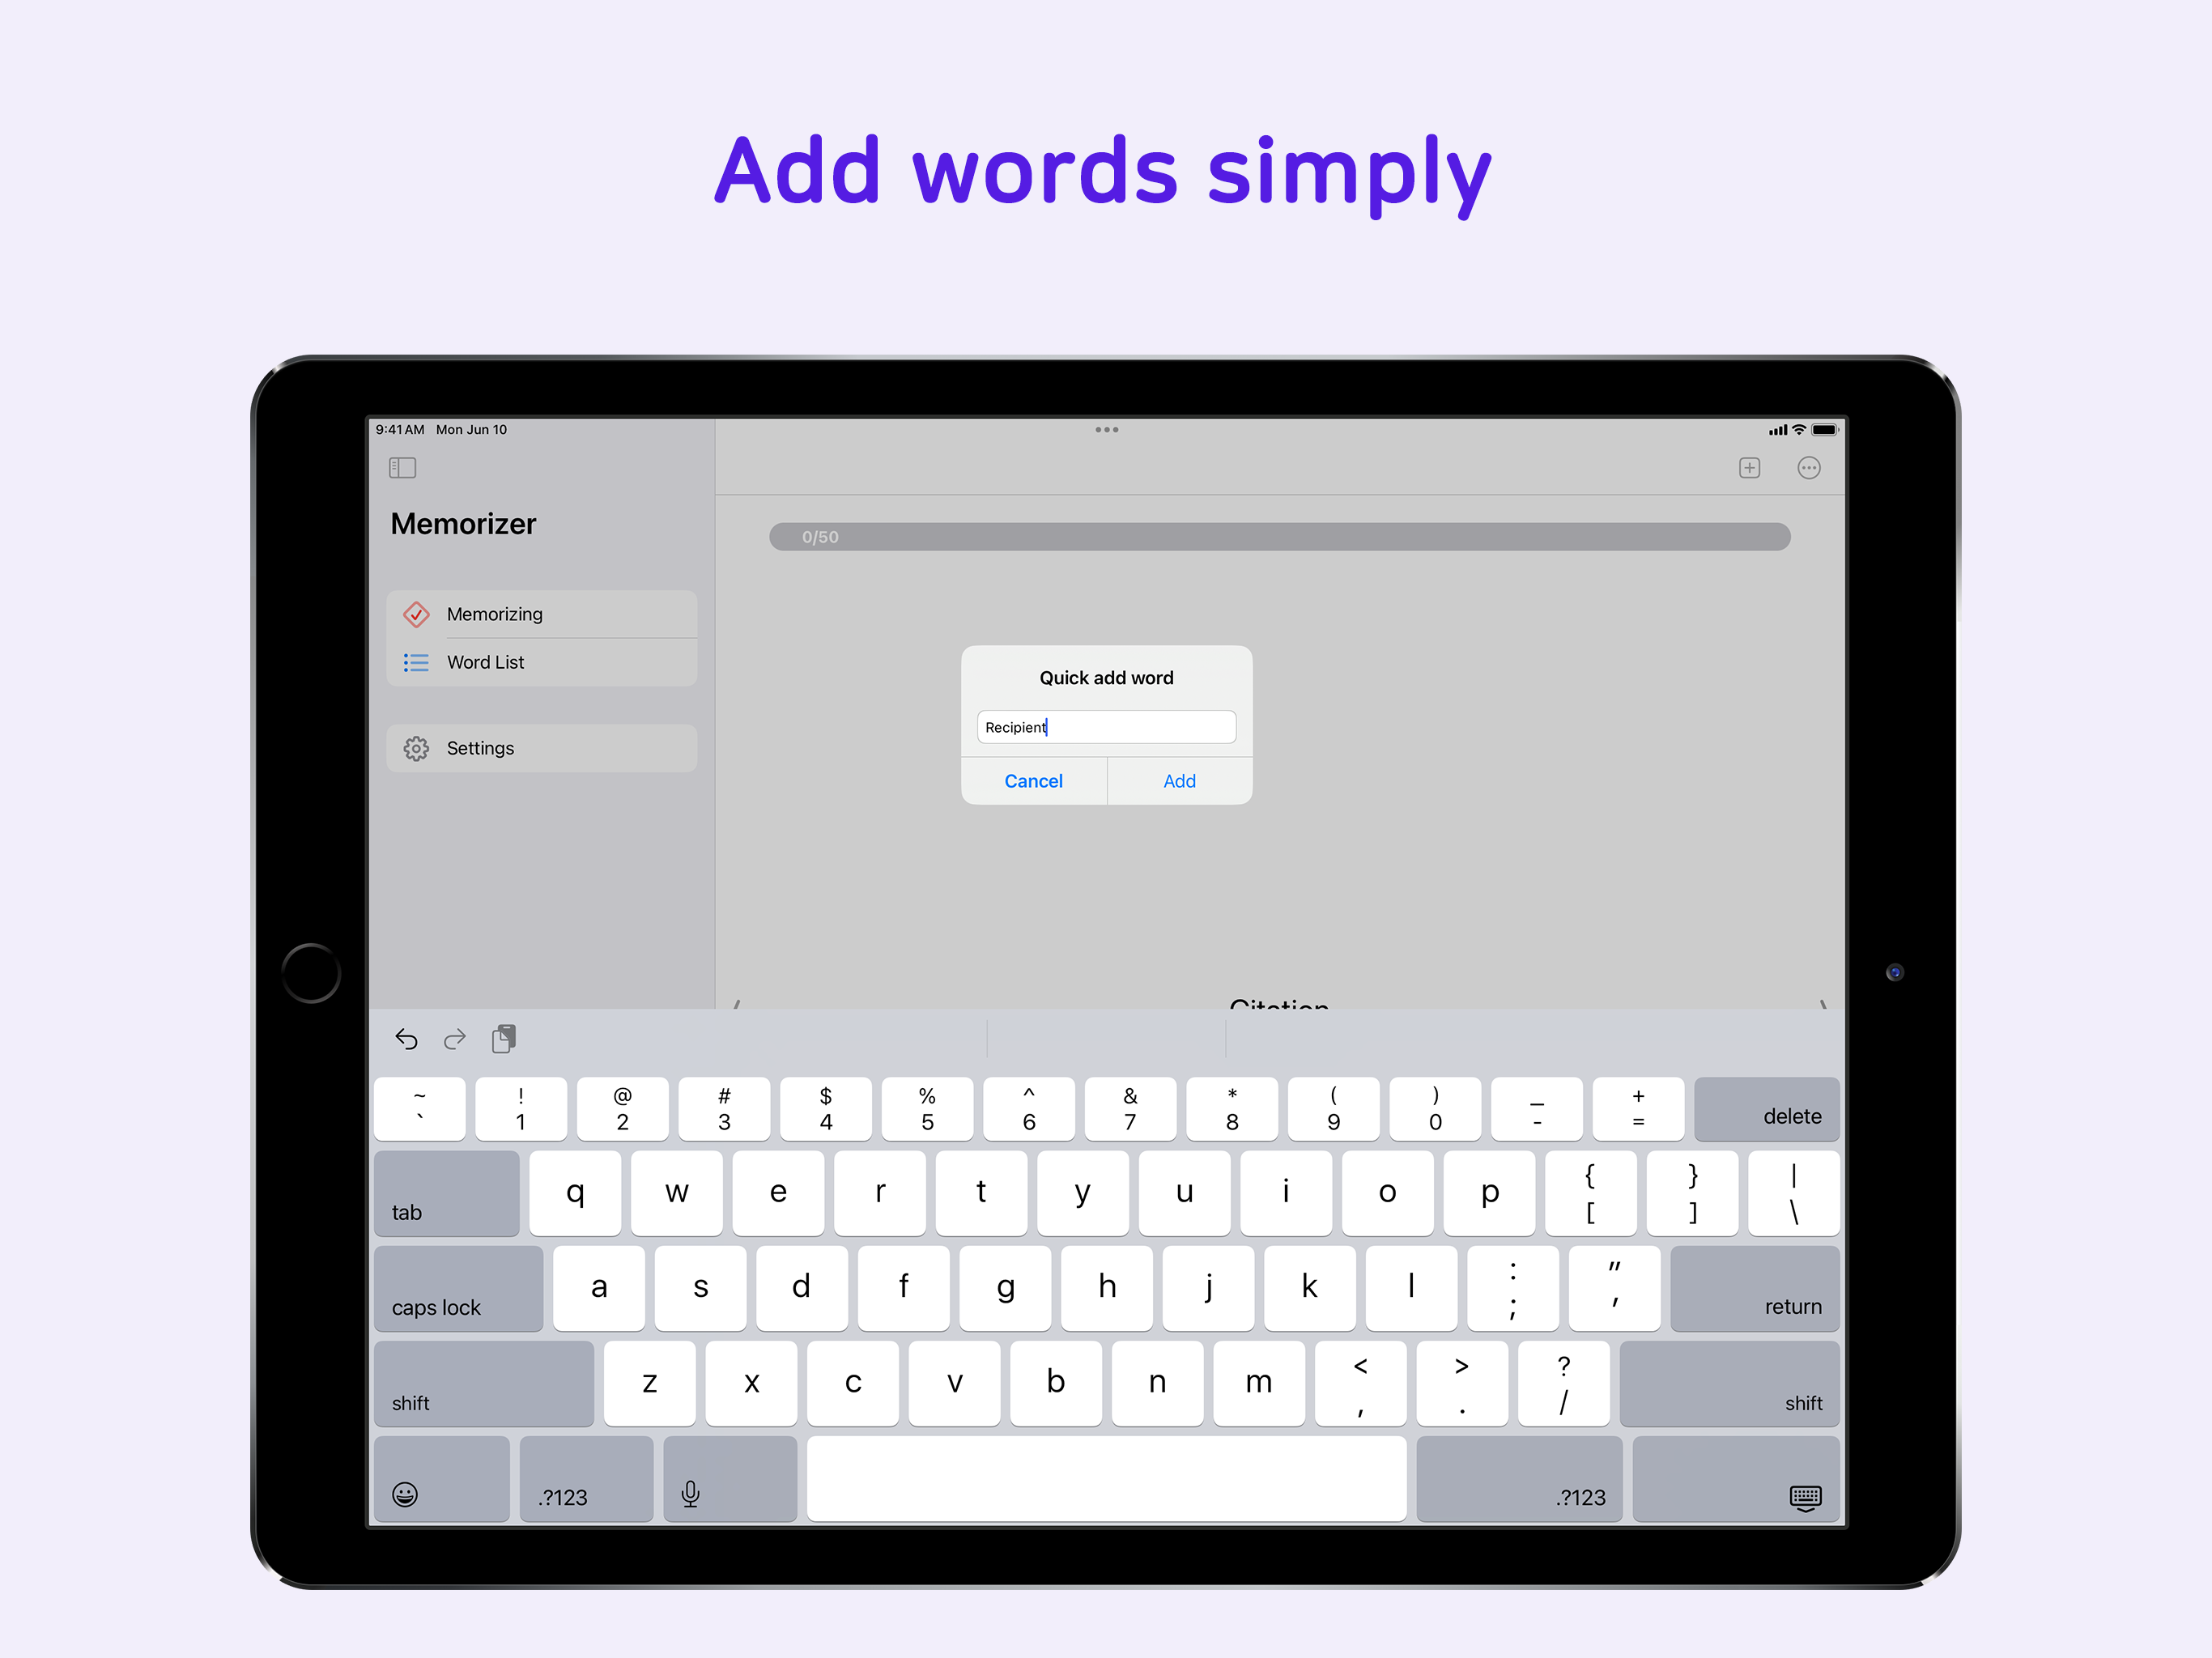 Add words simply
9:41 AM Mon Jun 10
Memorizer
0/50
Memorizing
Word List
Settings
Quick add word
Recipient
Cancel Add
Citation
~ ! @ # $ % ^ & * ( ) _ +
` 1 2 3 4 5 6 7 8 9 0 - = delete
tab q w e r t y u i o p { [ } ] | \
caps lock a s d f g h j k l : ; " ' return
shift z x c v b n m < , > . ? / shift
.?123 .?123